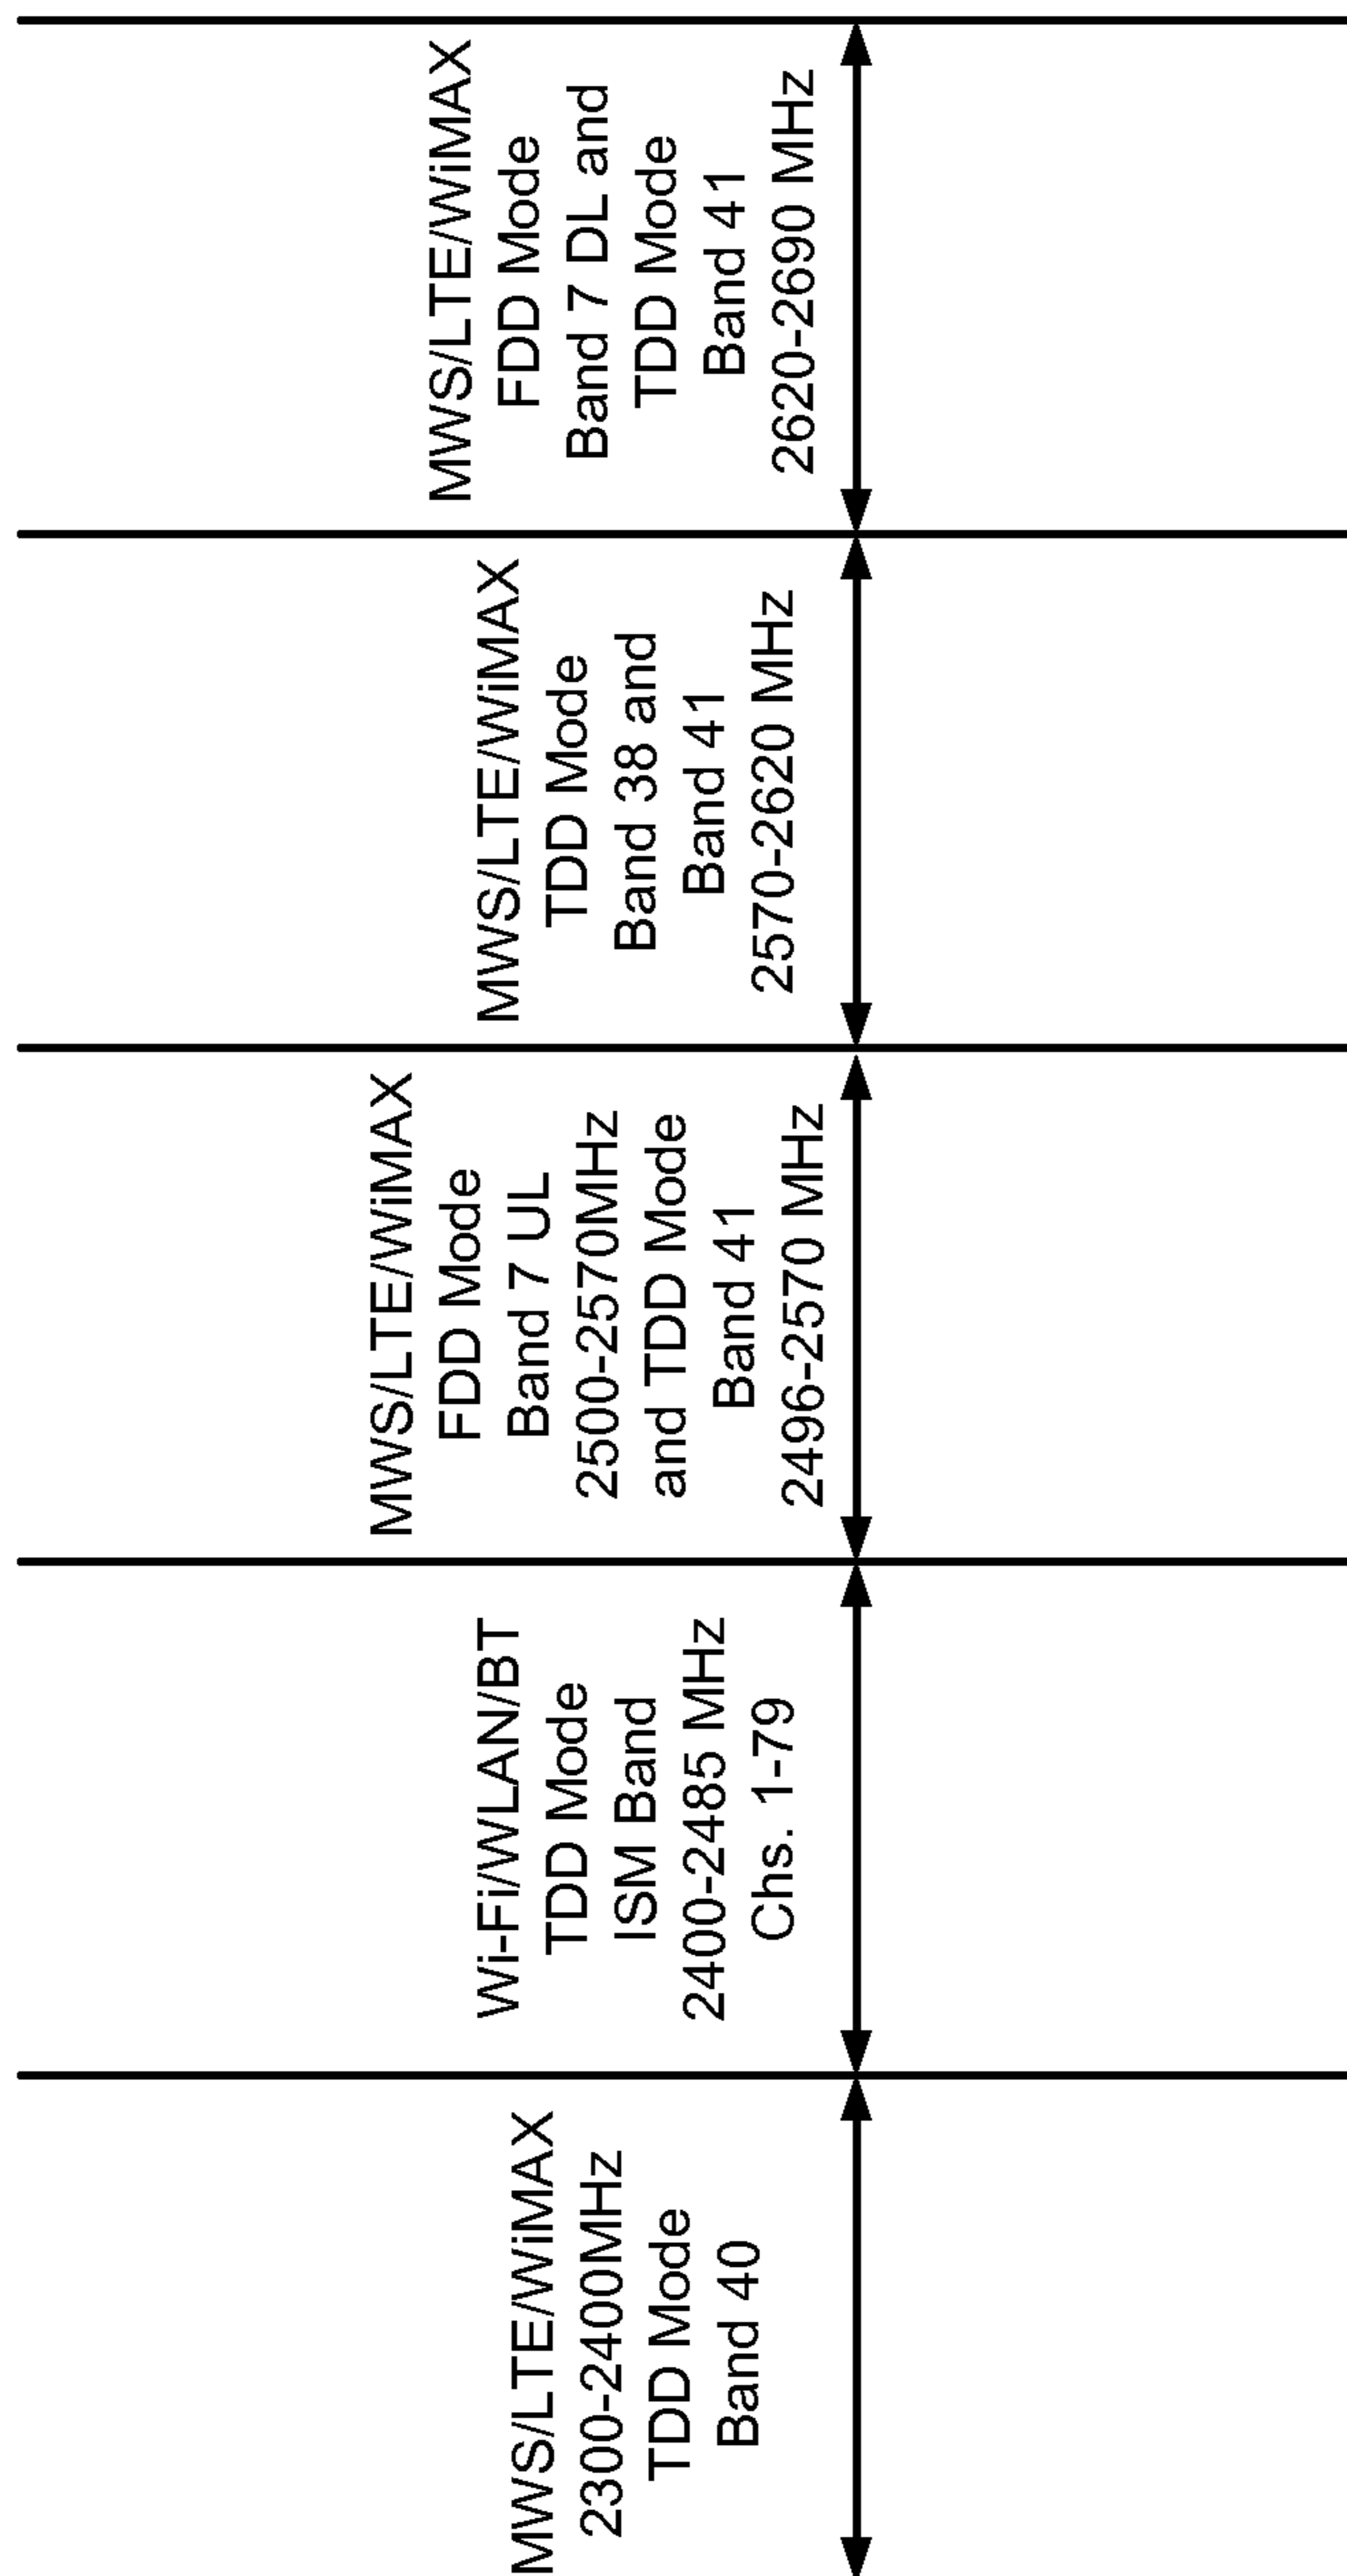 MWS/LTE/WiMAX
2300-2400MHz
TDD Mode
Band 40
Wi-Fi/WLAN/BT
TDD Mode
ISM Band
2400-2485 MHz
Chs. 1-79
MWS/LTE/WiMAX
FDD Mode
Band 7 UL
2500-2570MHz
and TDD Mode
Band 41
2496-2570 MHz
MWS/LTE/WiMAX
TDD Mode
Band 38 and
Band 41
2570-2620 MHz
MWS/LTE/WiMAX
FDD Mode
Band 7 DL and
TDD Mode
Band 41
2620-2690 MHz